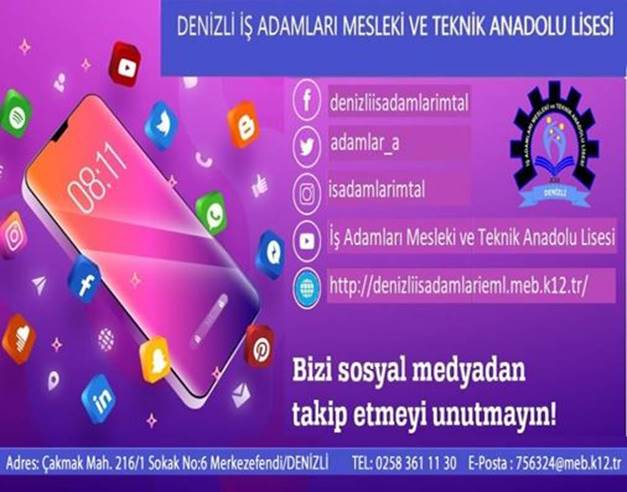 DENİZLİ İŞ ADAMLARI MESLEKİ VE TEKNİK ANADOLU LİSESİ
08:11
denizliisadamlarimtal
adamlar_a
isadamlarimtal
İş Adamları Mesleki ve Teknik Anadolu Lisesi
http://denizliisadamlarieml.meb.k12.tr/
İŞ ADAMLARI MESLEKİ ve TEKNİK ANADOLU LİSESİ
DENİZLİ
Bizi sosyal medyadan
takip etmeyi unutmayın!
Adres: Çakmak Mah. 216/1 Sokak No:6 Merkezefendi/DENİZLİ TEL: 0258 361 11 30 E-Posta : 756324@meb.k12.tr